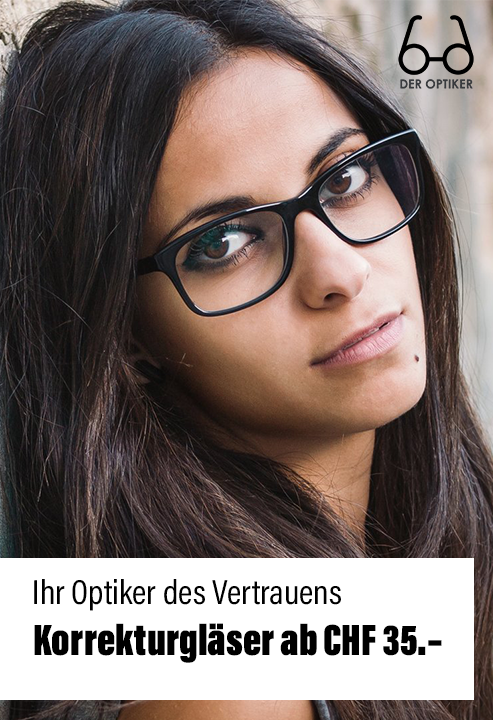 DER OPTIKER
Ihr Optiker des Vertrauens
Korrekturgläser ab CHF 35.–